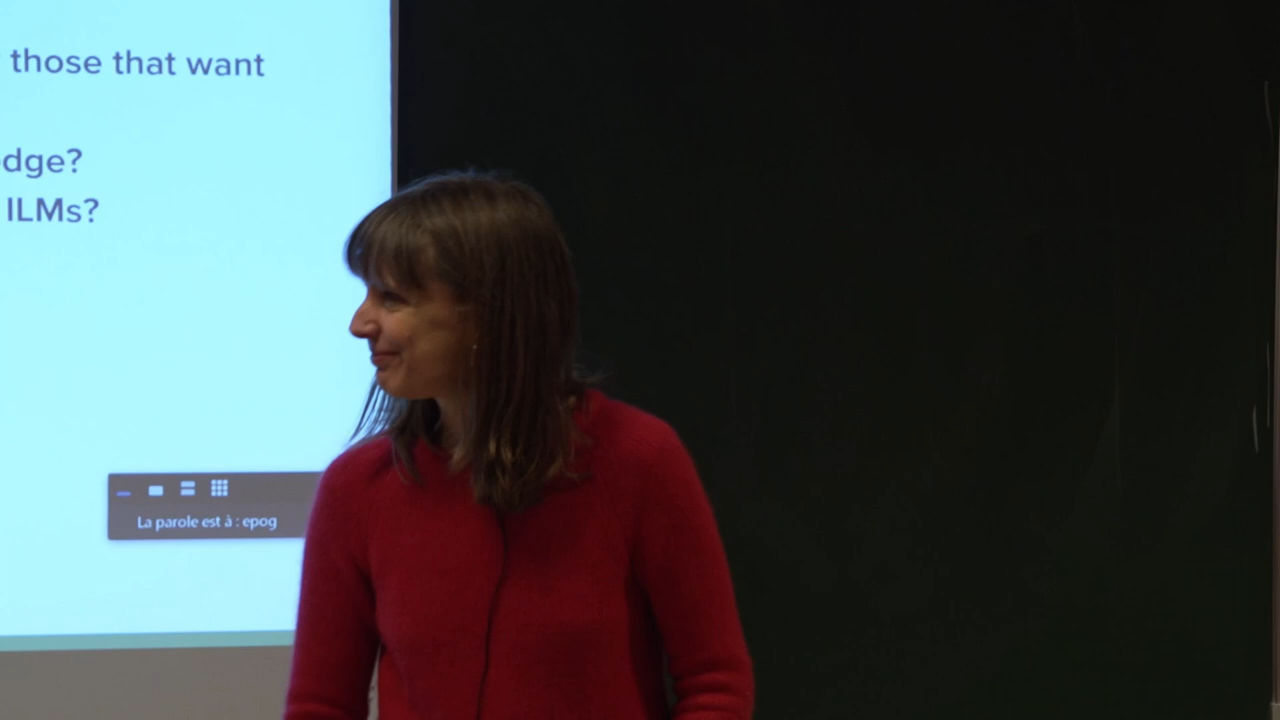 those that want
dge?
ILMs?
La parole est à : epog